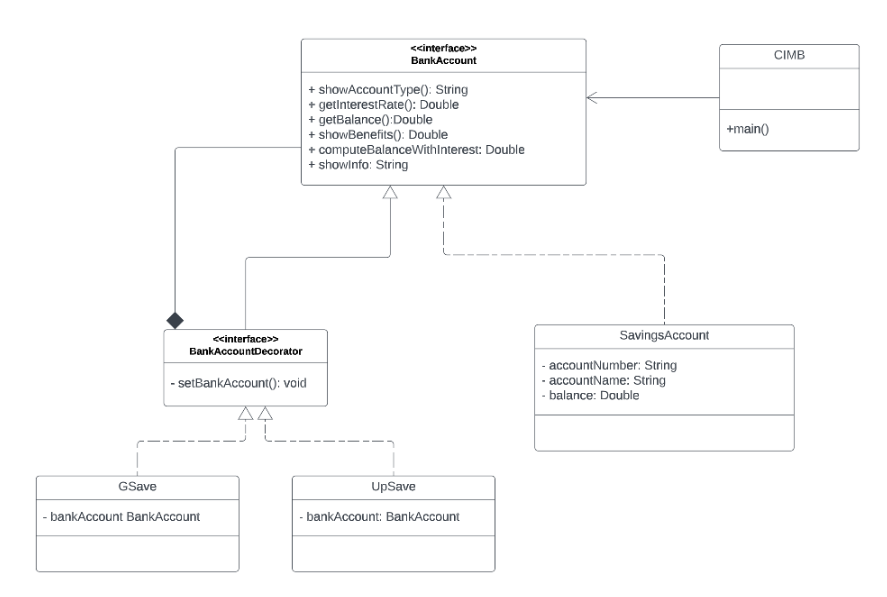 <<interface>>
BankAccount
+ showAccountType(): String
+ getInterestRate(): Double
+ getBalance():Double
+ showBenefits(): Double
+ computeBalanceWithInterest: Double
+ showInfo: String
CIMB
+main()
<<interface>>
BankAccountDecorator
- setBankAccount(): void
SavingsAccount
- accountNumber: String
- accountName: String
- balance: Double
GSave
- bankAccount BankAccount
UpSave
- bankAccount: BankAccount